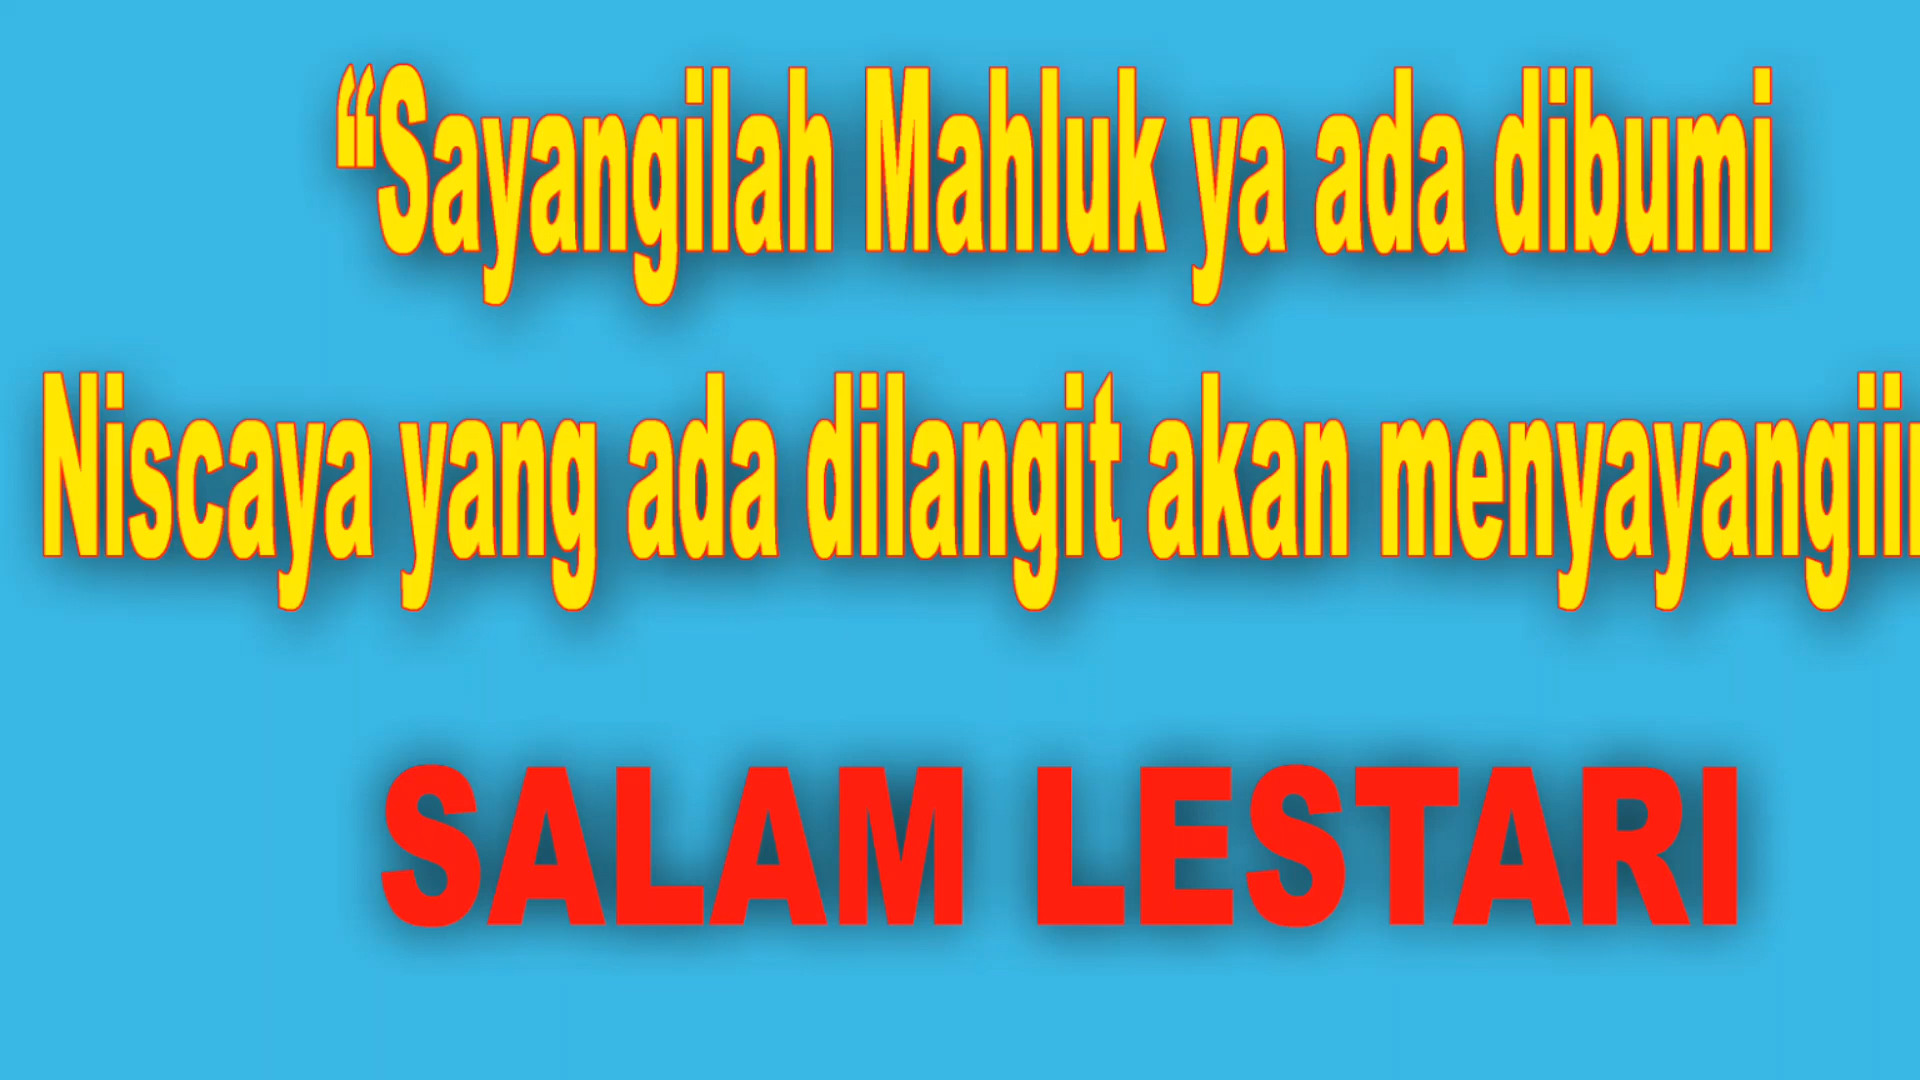 “Sayangilah Mahluk ya ada dibumi
Niscaya yang ada dilangit akan
SALAM LESTARI